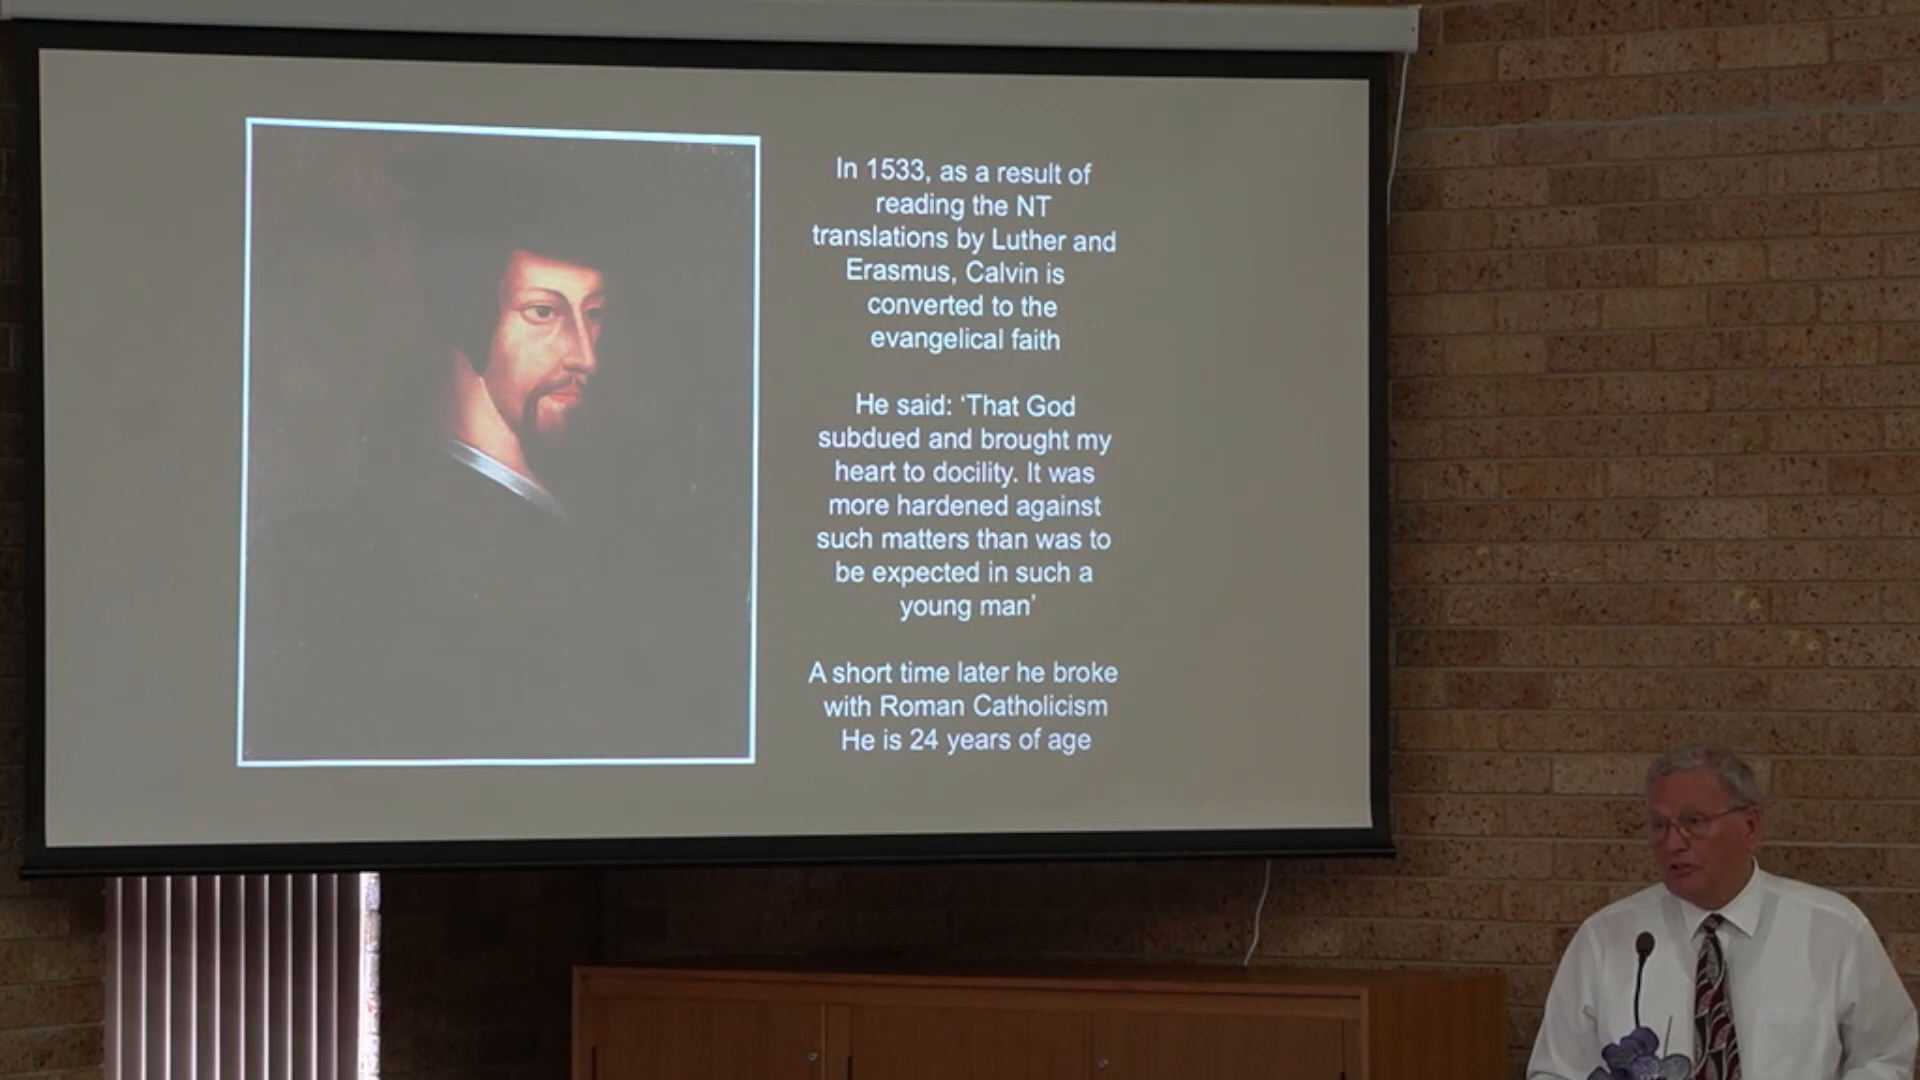 In 1533, as a result of
reading the NT
translations by Luther and
Erasmus, Calvin is
converted to the
evangelical faith
He said: ‘That God
subdued and brought my
heart to docility. It was
more hardened against
such matters than was to
be expected in such a
young man’
A short time later he broke
with Roman Catholicism
He is 24 years of age